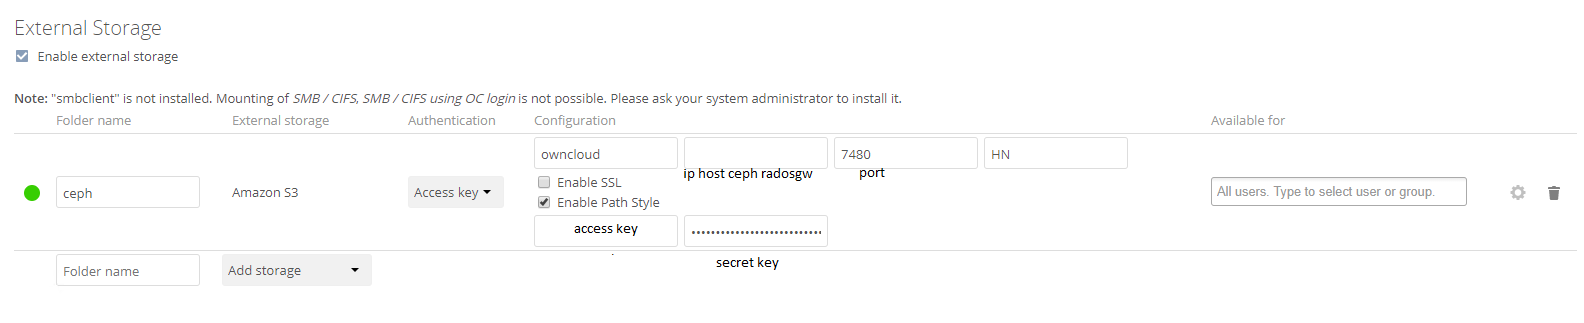 External Storage
Enable external storage
Note: "smbclient" is not installed. Mounting of SMB / CIFS, SMB / CIFS using OC login is not possible. Please ask your system administrator to install it.
Folder name External storage Authentication Configuration Available for
owncloud 7480 HN
ip host ceph radosgw port
Enable SSL
ceph Amazon S3 Access key All users. Type to select user or group.
Enable Path Style
access key ••••••••••••••••••••••••••••
secret key
Folder name Add storage